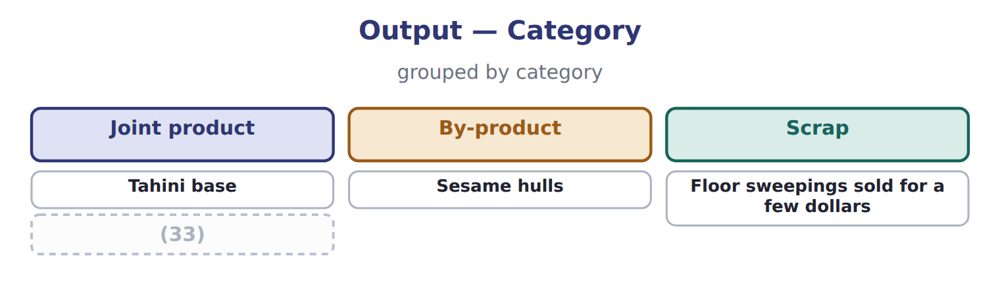 Output — Category
grouped by category
Joint product
By-product
Scrap
Tahini base
Sesame hulls
Floor sweepings sold for a
few dollars
(33)